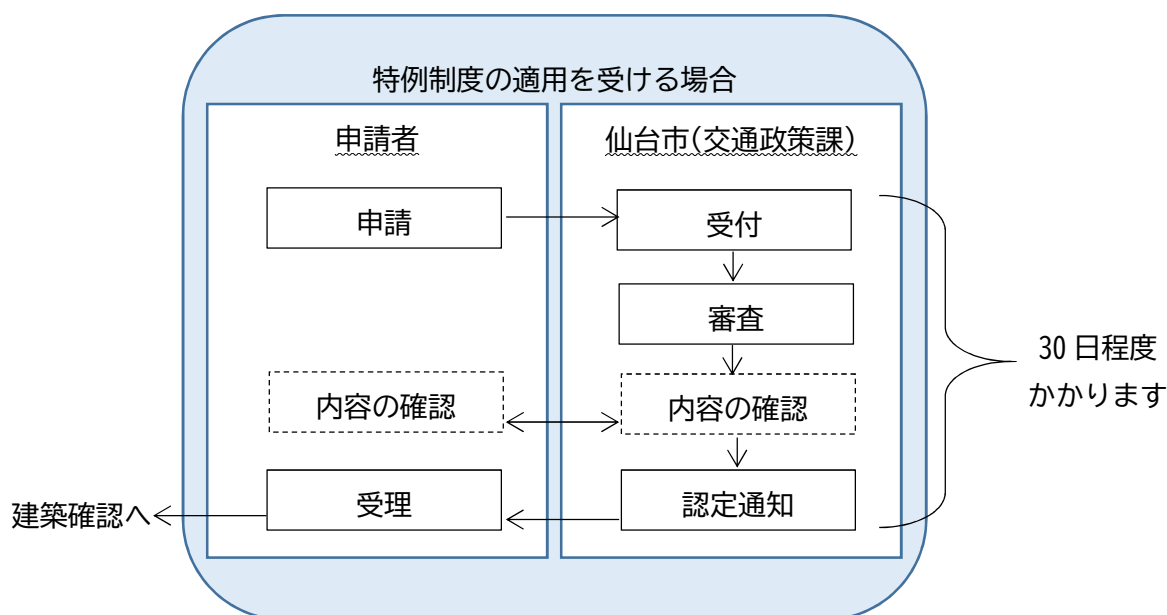 特例制度の適用を受ける場合
申請者
仙台市(交通政策課)
申請
受付
審査
内容の確認
内容の確認
受理
認定通知
建築確認へ
30日程度
かかります